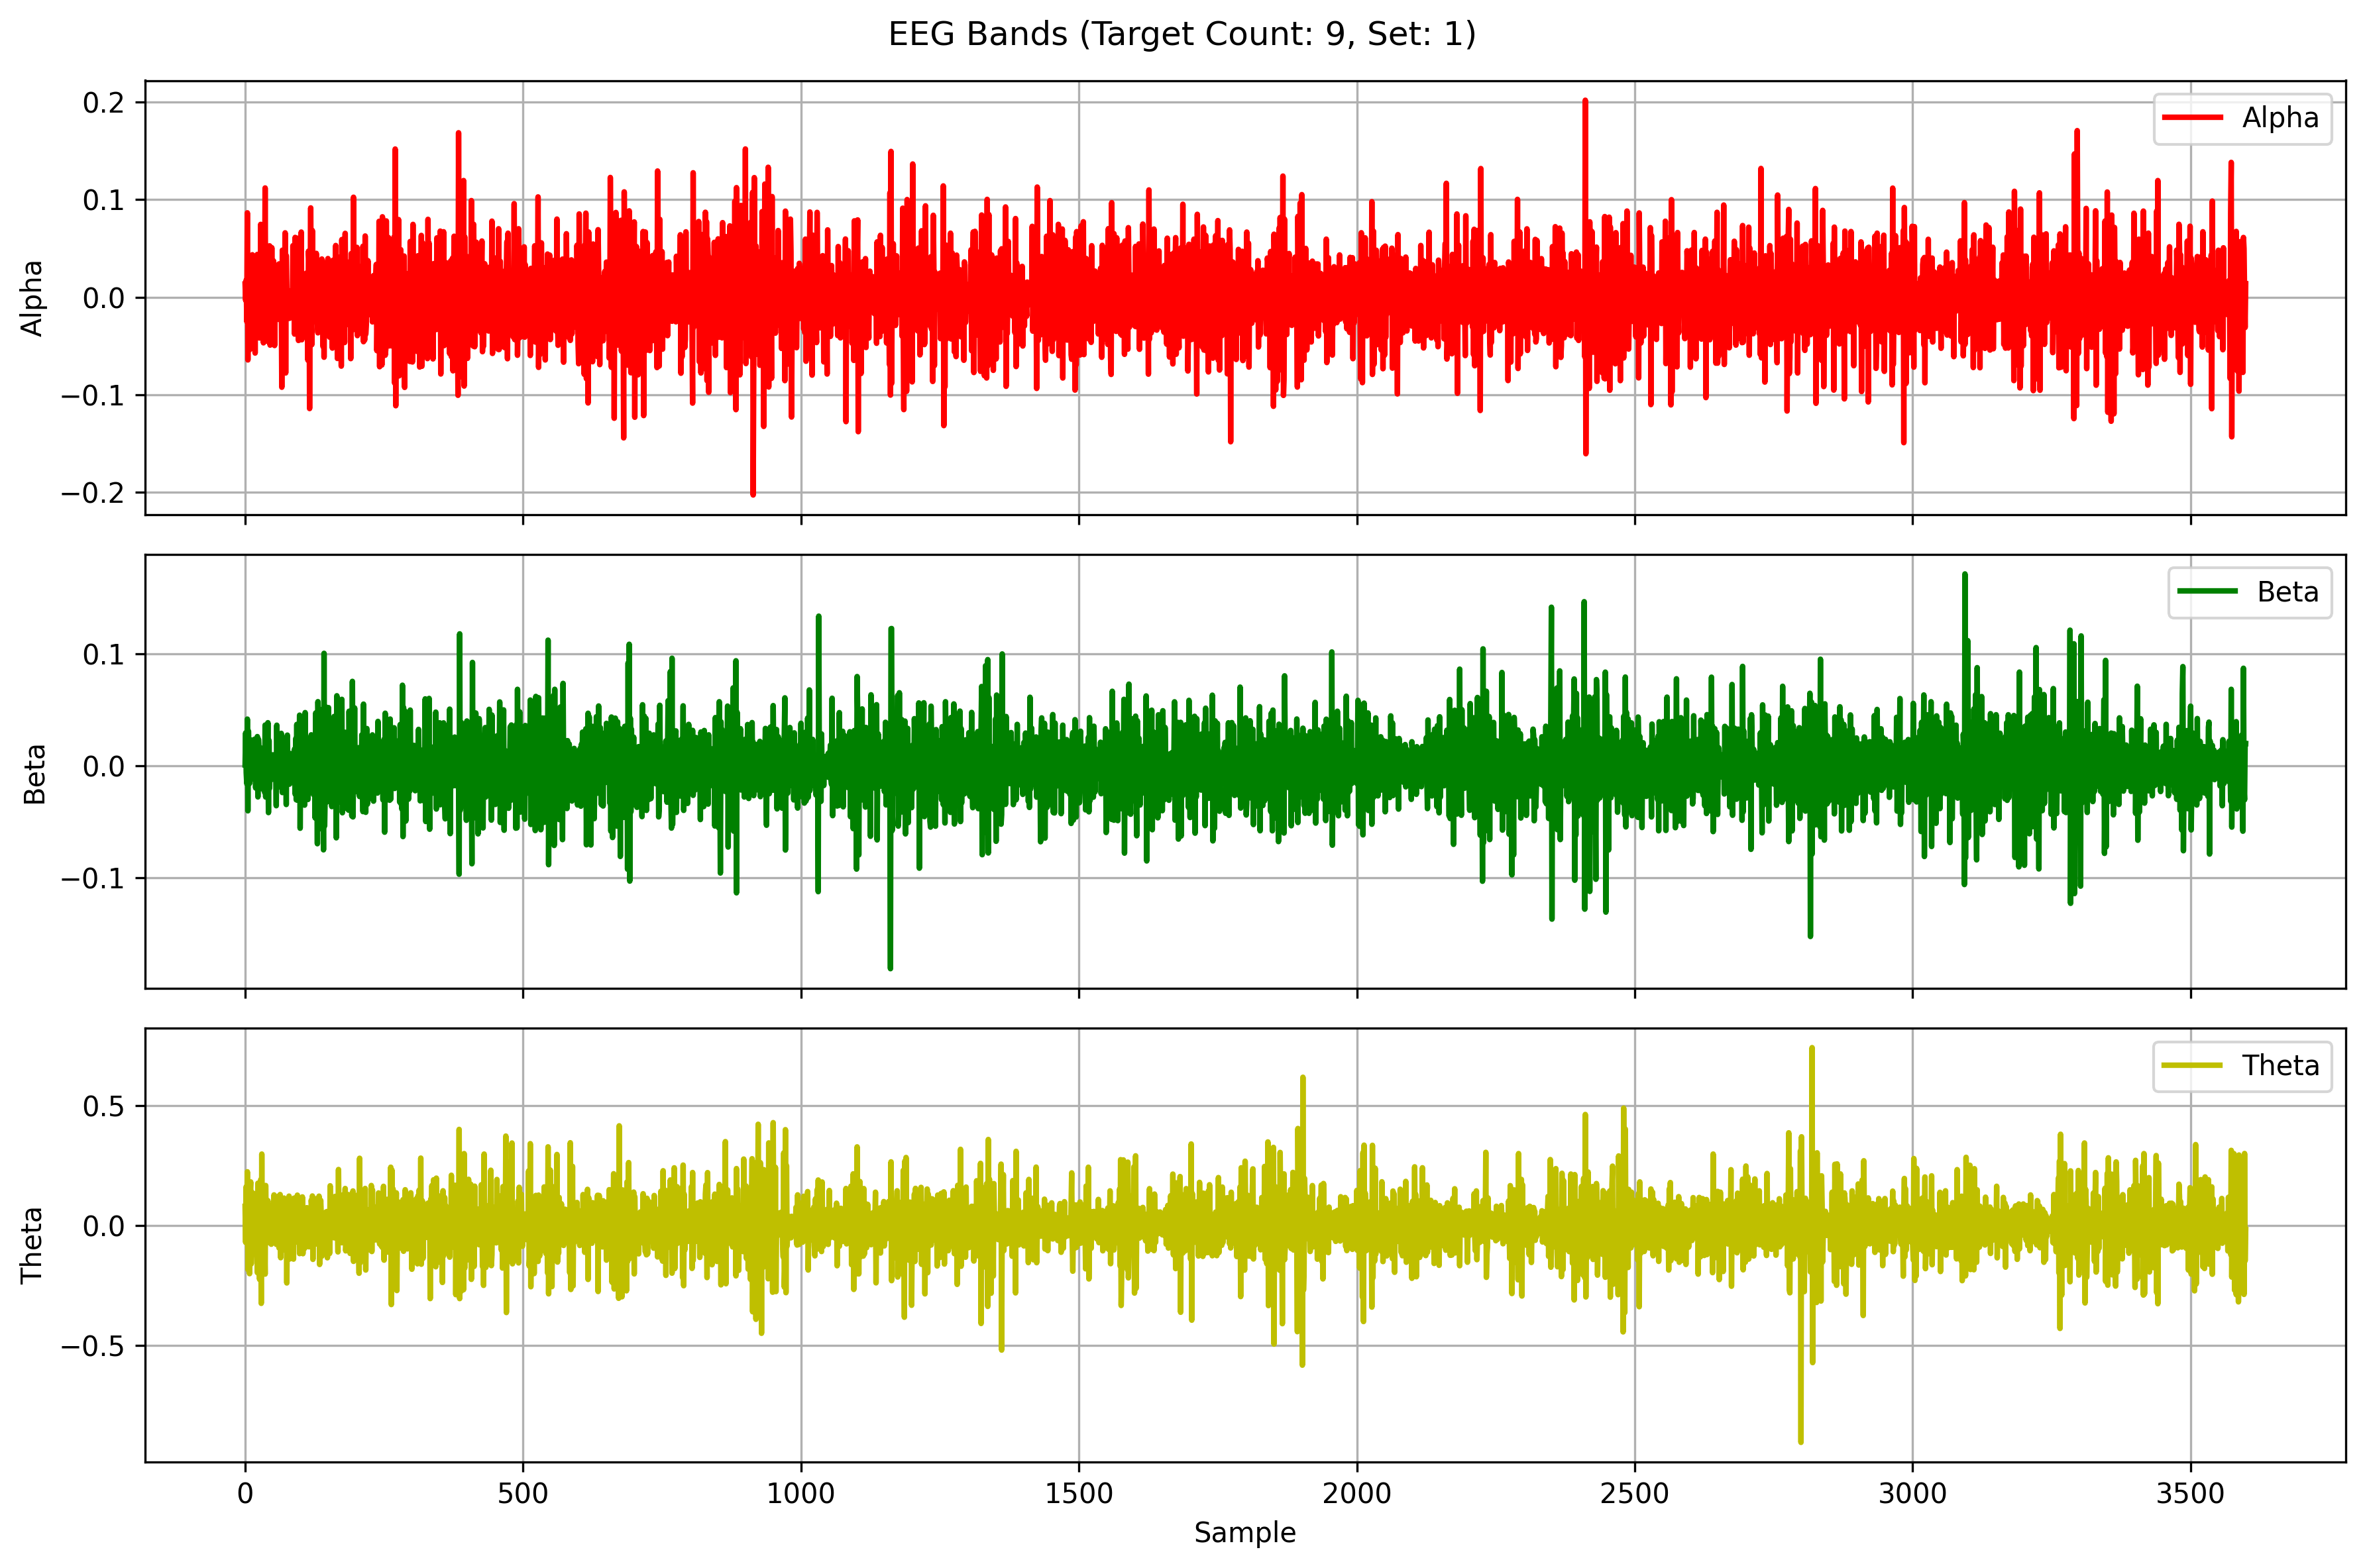 EEG Bands (Target Count: 9, Set: 1)
0.2
0.1
0.0
−0.1
−0.2
Alpha
Alpha
0.1
0.0
−0.1
Beta
Beta
0.5
0.0
−0.5
Theta
Theta
0 500 1000 1500 2000 2500 3000 3500
Sample